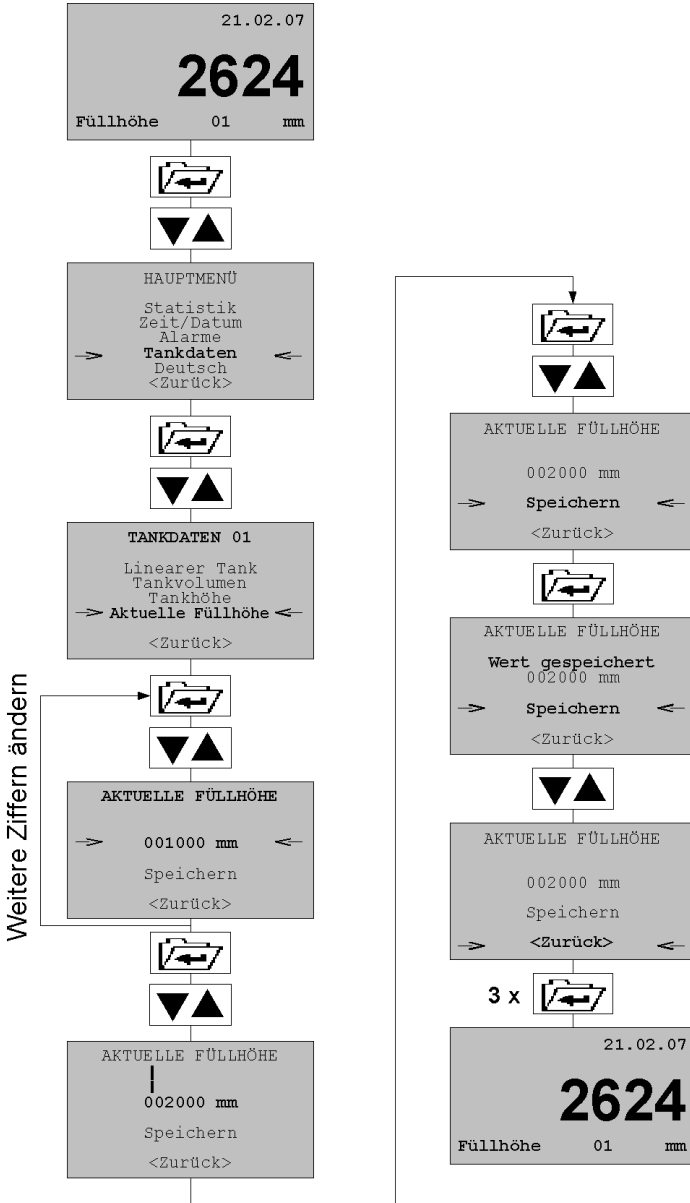 21.02.07
2624
Füllhöhe 01 mm
HAUPTMENÜ
Statistik
Zeit/Datum
Alarme
Tankdaten
Deutsch
<Zurück>
TANKDATEN 01
Linearer Tank
Tankvolumen
Tankhöhe
Aktuelle Füllhöhe
<Zurück>
Weitere Ziffern ändern
AKTUELLE FÜLLHÖHE
001000 mm
Speichern
<Zurück>
AKTUELLE FÜLLHÖHE
002000 mm
Speichern
<Zurück>
AKTUELLE FÜLLHÖHE
002000 mm
Speichern
<Zurück>
AKTUELLE FÜLLHÖHE
Wert gespeichert
002000 mm
Speichern
<Zurück>
AKTUELLE FÜLLHÖHE
002000 mm
Speichern
<Zurück>
3 x
21.02.07
2624
Füllhöhe 01 mm